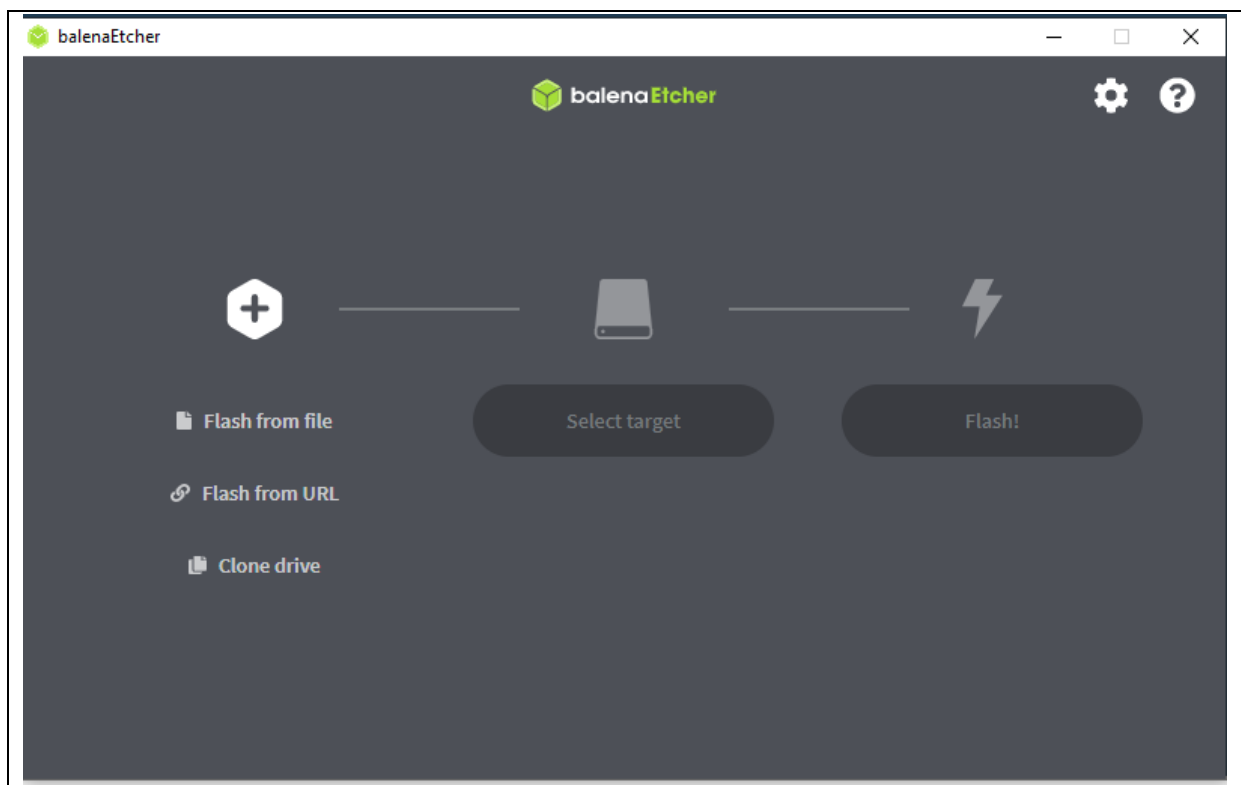 balenaEtcher
balenaEtcher
Flash from file
Select target
Flash!
Flash from URL
Clone drive